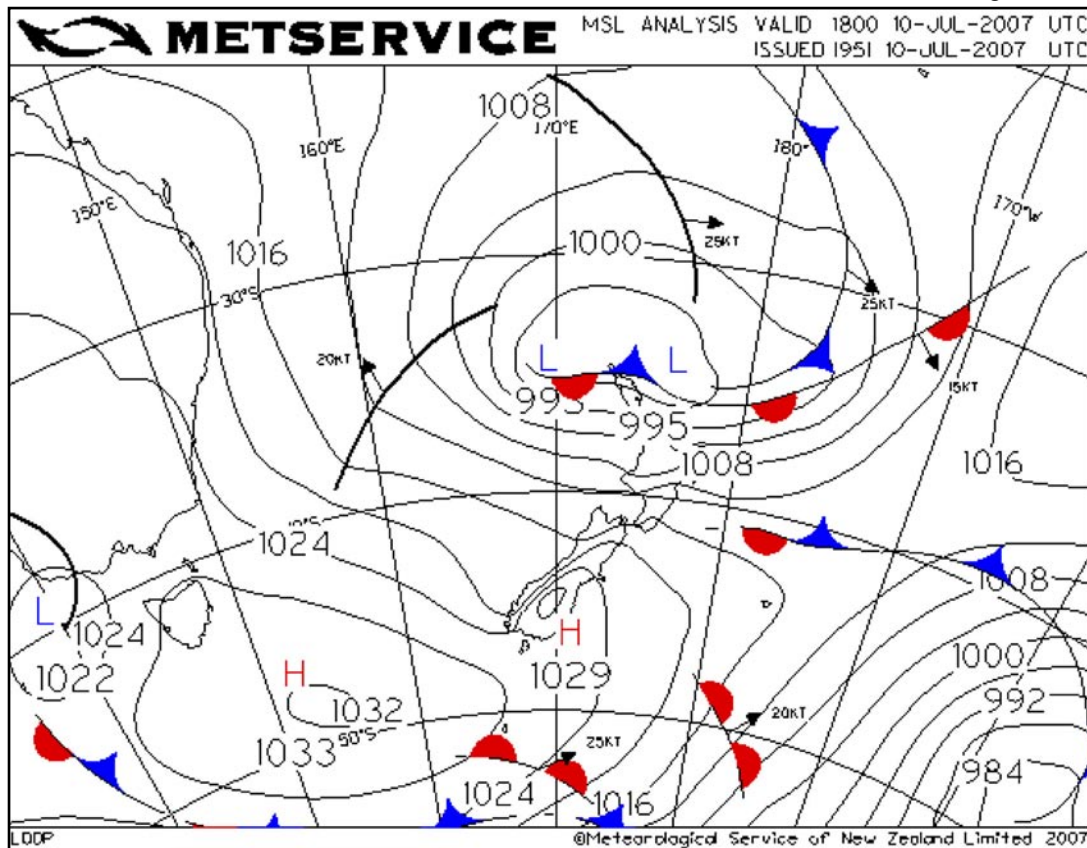 METSERVICE
MSL ANALYSIS VALID 1800 10-JUL-2007 UTC
ISSUED 1951 10-JUL-2007 UTC
1008
170°E
160°E
180°
150°E
170°W
25KT
1000
1016
30°S
25KT
20KT
L
L
15KT
995
995
1008
1016
1024
1008
L
1024
H
1022
H
1029
1000
992
1032
20KT
50°S
1033
25KT
984
1024
1016
LDDP
©Meteorological Service of New Zealand Limited 2007